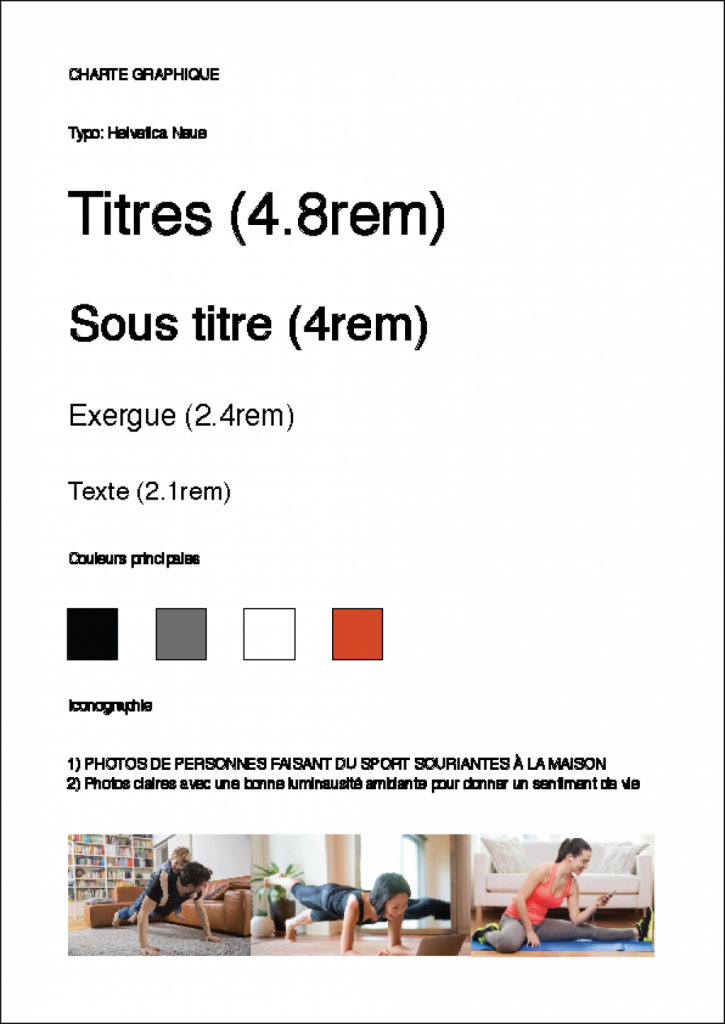 CHARTE GRAPHIQUE
Typo: Helvetica Neue
Titres (4.8rem)
Sous titre (4rem)
Exergue (2.4rem)
Texte (2.1rem)
Couleurs principales
Iconographie
1) PHOTOS DE PERSONNES FAISANT DU SPORT SOURIANTES À LA MAISON
2) Photos claires avec une bonne luminausité ambiante pour donner un sentiment de vie